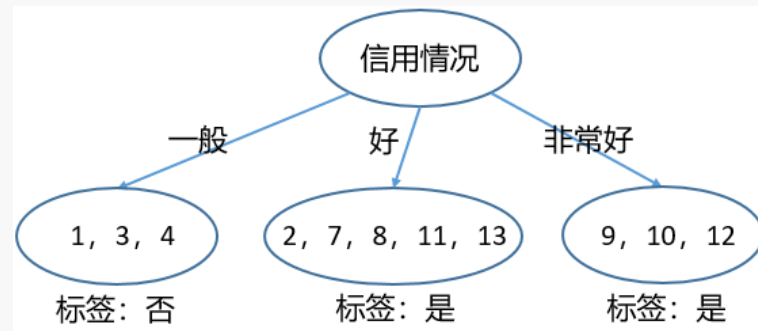 信用情况
一般
好
非常好
1, 3, 4
2, 7, 8, 11, 13
9, 10, 12
标签：否
标签：是
标签：是